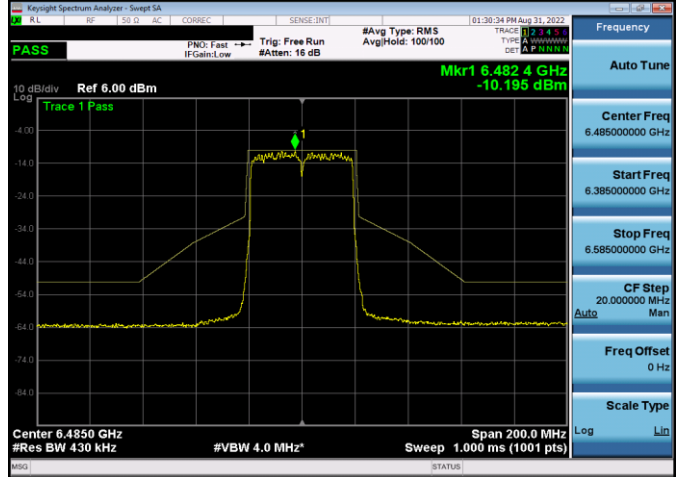 Keysight Spectrum Analyzer - Swept SA
RL RF 50 Ω AC CORREC SENSE:INT 01:30:34 PM Aug 31, 2022
PASS
PNO: Fast
IFGain:Low
Trig: Free Run
#Atten: 16 dB
#Avg Type: RMS
Avg|Hold: 100/100
TRACE 1 2 3 4 5 6
TYPE A WWWWW
DET A P N N N N
Mkr1 6.482 4 GHz
-10.195 dBm
10 dB/div Ref 6.00 dBm
Log
Trace 1 Pass
1
-4.00
-14.0
-24.0
-34.0
-44.0
-54.0
-64.0
-74.0
-84.0
Center 6.4850 GHz Span 200.0 MHz
#Res BW 430 kHz #VBW 4.0 MHz* Sweep 1.000 ms (1001 pts)
MSG STATUS
Frequency
Auto Tune
Center Freq
6.485000000 GHz
Start Freq
6.385000000 GHz
Stop Freq
6.585000000 GHz
CF Step
20.000000 MHz
Auto Man
Freq Offset
0 Hz
Scale Type
Log Lin